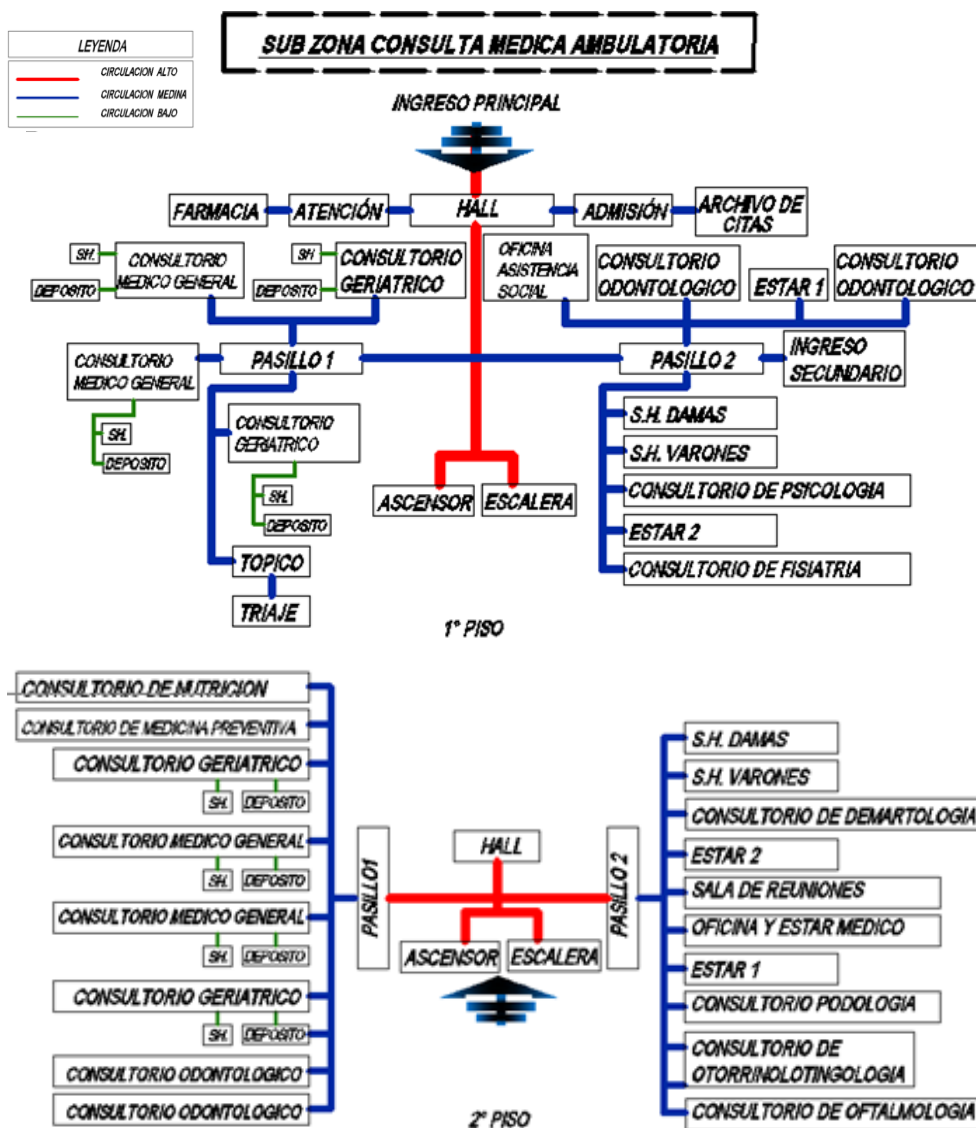 LEYENDA
CIRCULACION ALTO
CIRCULACION MEDINA
CIRCULACION BAJO
SUB ZONA CONSULTA MEDICA AMBULATORIA
INGRESO PRINCIPAL
FARMACIA
ATENCIÓN
HALL
ADMISIÓN
ARCHIVO DE
CITAS
SH.
DEPOSITO
CONSULTORIO
MEDICO GENERAL
SH.
DEPOSITO
CONSULTORIO
GERIATRICO
OFICINA
ASISTENCIA
SOCIAL
CONSULTORIO
ODONTOLOGICO
ESTAR 1
CONSULTORIO
ODONTOLOGICO
CONSULTORIO
MEDICO GENERAL
SH.
DEPOSITO
PASILLO 1
PASILLO 2
INGRESO
SECUNDARIO
CONSULTORIO
GERIATRICO
SH.
DEPOSITO
TOPICO
TRIAJE
ASCENSOR
ESCALERA
S.H. DAMAS
S.H. VARONES
CONSULTORIO DE PSICOLOGIA
ESTAR 2
CONSULTORIO DE FISIATRIA
1° PISO
CONSULTORIO DE NUTRICION
CONSULTORIO DE MEDICINA PREVENTIVA
CONSULTORIO GERIATRICO
SH.
DEPOSITO
CONSULTORIO MEDICO GENERAL
SH.
DEPOSITO
CONSULTORIO MEDICO GENERAL
SH.
DEPOSITO
CONSULTORIO GERIATRICO
SH.
DEPOSITO
CONSULTORIO ODONTOLOGICO
CONSULTORIO ODONTOLOGICO
PASILLO1
HALL
ASCENSOR
ESCALERA
PASILLO 2
S.H. DAMAS
S.H. VARONES
CONSULTORIO DE DEMARTOLOGIA
ESTAR 2
SALA DE REUNIONES
OFICINA Y ESTAR MEDICO
ESTAR 1
CONSULTORIO PODOLOGIA
CONSULTORIO DE
OTORRINOLOTINGOLOGIA
CONSULTORIO DE OFTALMOLOGIA
2° PISO